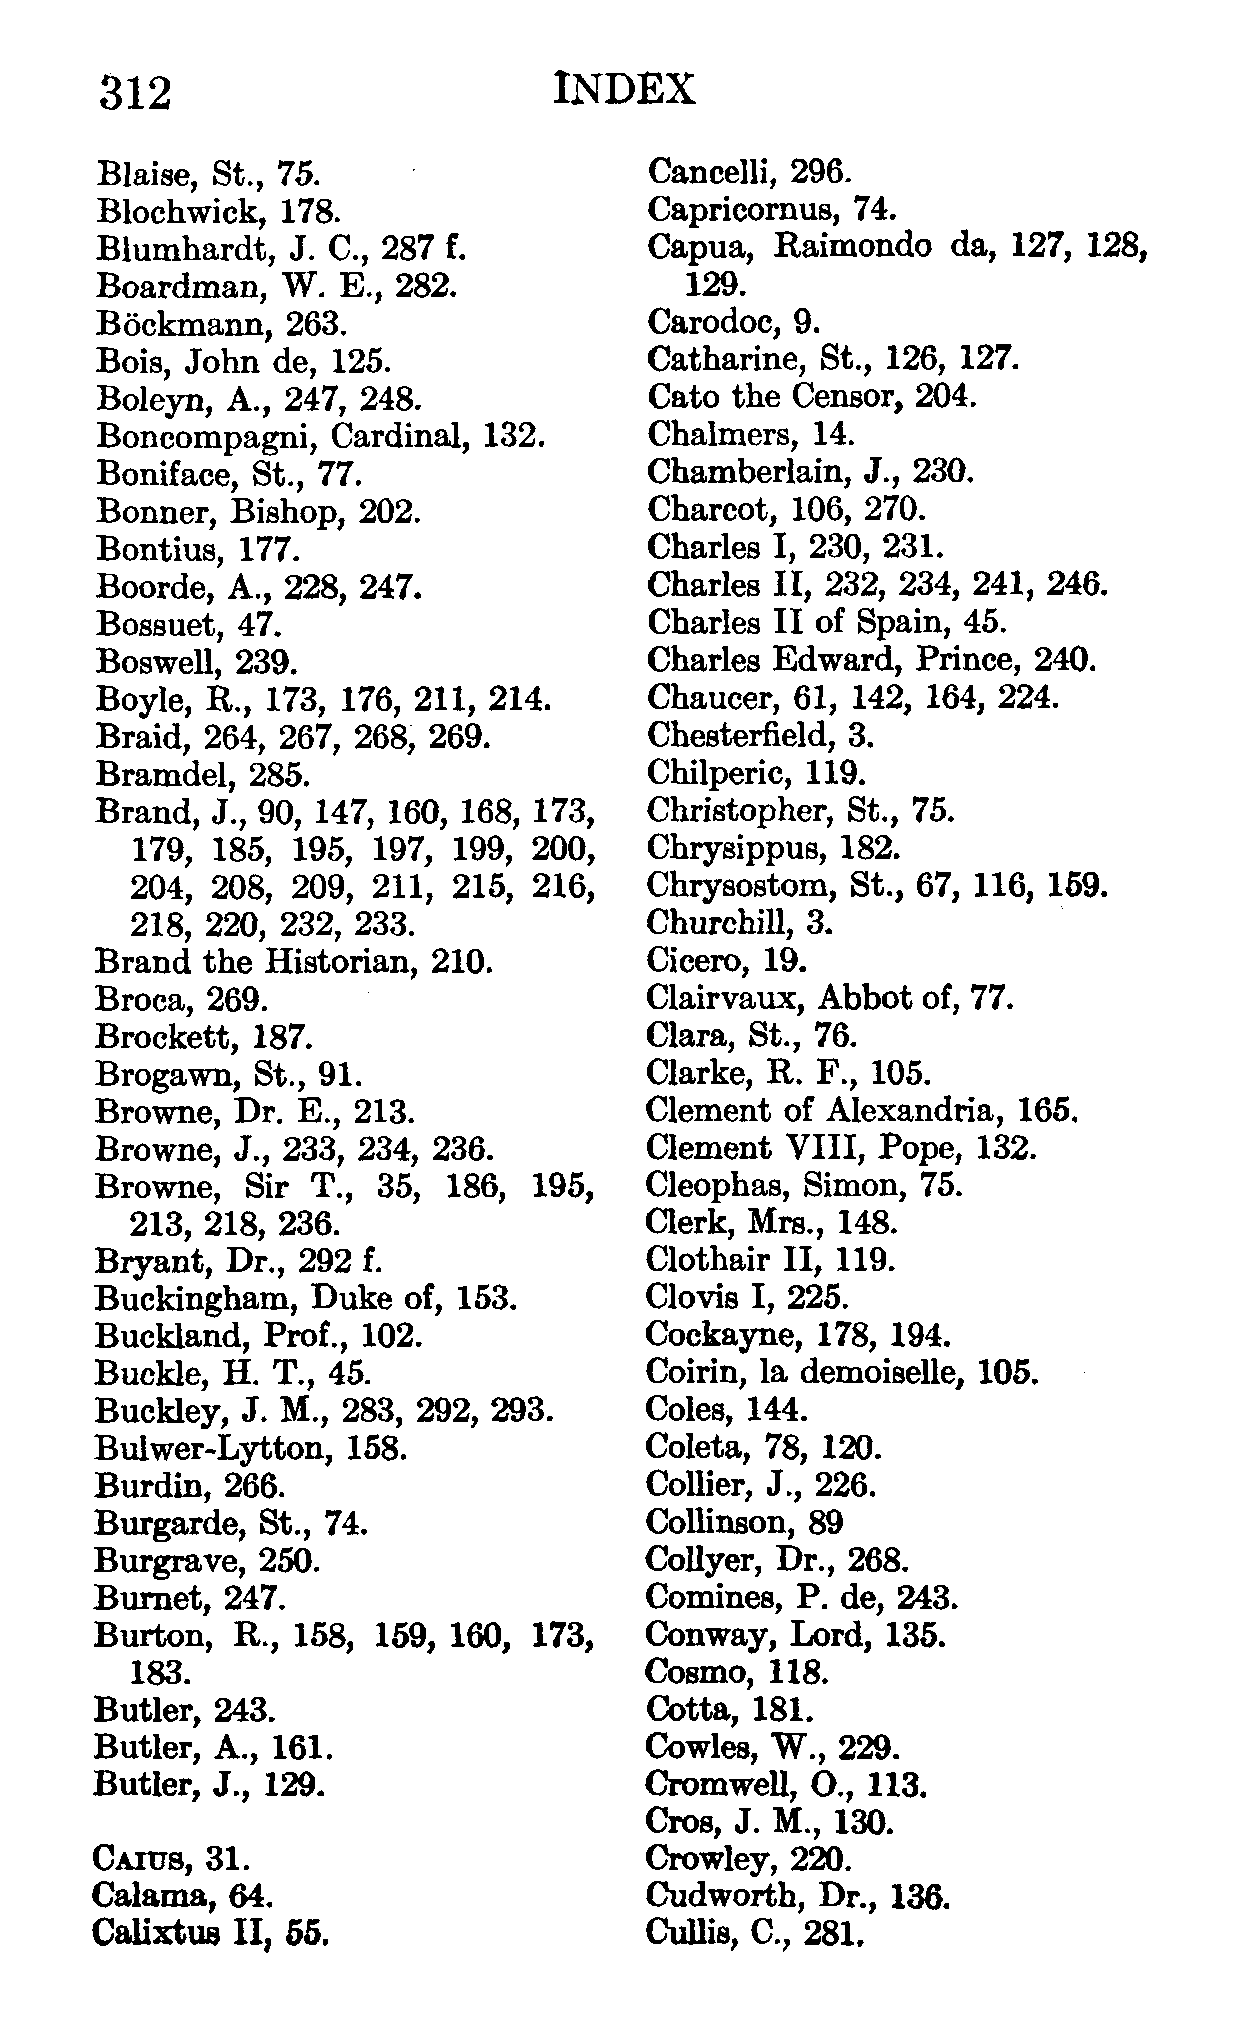 312
INDEX
Blaise, St., 75.
Blochwick, 178.
Blumhardt, J. C., 287 f.
Boardman, W. E., 282.
Böckmann, 263.
Bois, John de, 125.
Boleyn, A., 247, 248.
Boncompagni, Cardinal, 132.
Boniface, St., 77.
Bonner, Bishop, 202.
Bontius, 177.
Boorde, A., 228, 247.
Bossuet, 47.
Boswell, 239.
Boyle, R., 173, 176, 211, 214.
Braid, 264, 267, 268, 269.
Bramdel, 285.
Brand, J., 90, 147, 160, 168, 173,
179, 185, 195, 197, 199, 200,
204, 208, 209, 211, 215, 216,
218, 220, 232, 233.
Brand the Historian, 210.
Broca, 269.
Brockett, 187.
Brogawn, St., 91.
Browne, Dr. E., 213.
Browne, J., 233, 234, 236.
Browne, Sir T., 35, 186, 195,
213, 218, 236.
Bryant, Dr., 292 f.
Buckingham, Duke of, 153.
Buckland, Prof., 102.
Buckle, H. T., 45.
Buckley, J. M., 283, 292, 293.
Bulwer-Lytton, 158.
Burdin, 266.
Burgarde, St., 74.
Burgrave, 250.
Burnet, 247.
Burton, R., 158, 159, 160, 173,
183.
Butler, 243.
Butler, A., 161.
Butler, J., 129.
CAIUS, 31.
Calama, 64.
Calixtus II, 55.
Cancelli, 296.
Capricornus, 74.
Capua, Raimondo da, 127, 128,
129.
Carodoc, 9.
Catharine, St., 126, 127.
Cato the Censor, 204.
Chalmers, 14.
Chamberlain, J., 230.
Charcot, 106, 270.
Charles I, 230, 231.
Charles II, 232, 234, 241, 246.
Charles II of Spain, 45.
Charles Edward, Prince, 240.
Chaucer, 61, 142, 164, 224.
Chesterfield, 3.
Chilperic, 119.
Christopher, St., 75.
Chrysippus, 182.
Chrysostom, St., 67, 116, 159.
Churchill, 3.
Cicero, 19.
Clairvaux, Abbot of, 77.
Clara, St., 76.
Clarke, R. F., 105.
Clement of Alexandria, 165.
Clement VIII, Pope, 132.
Cleophas, Simon, 75.
Clerk, Mrs., 148.
Clothair II, 119.
Clovis I, 225.
Cockayne, 178, 194.
Coirin, la demoiselle, 105.
Coles, 144.
Coleta, 78, 120.
Collier, J., 226.
Collinson, 89
Collyer, Dr., 268.
Comines, P. de, 243.
Conway, Lord, 135.
Cosmo, 118.
Cotta, 181.
Cowles, W., 229.
Cromwell, O., 113.
Cros, J. M., 130.
Crowley, 220.
Cudworth, Dr., 136.
Cullis, C., 281.